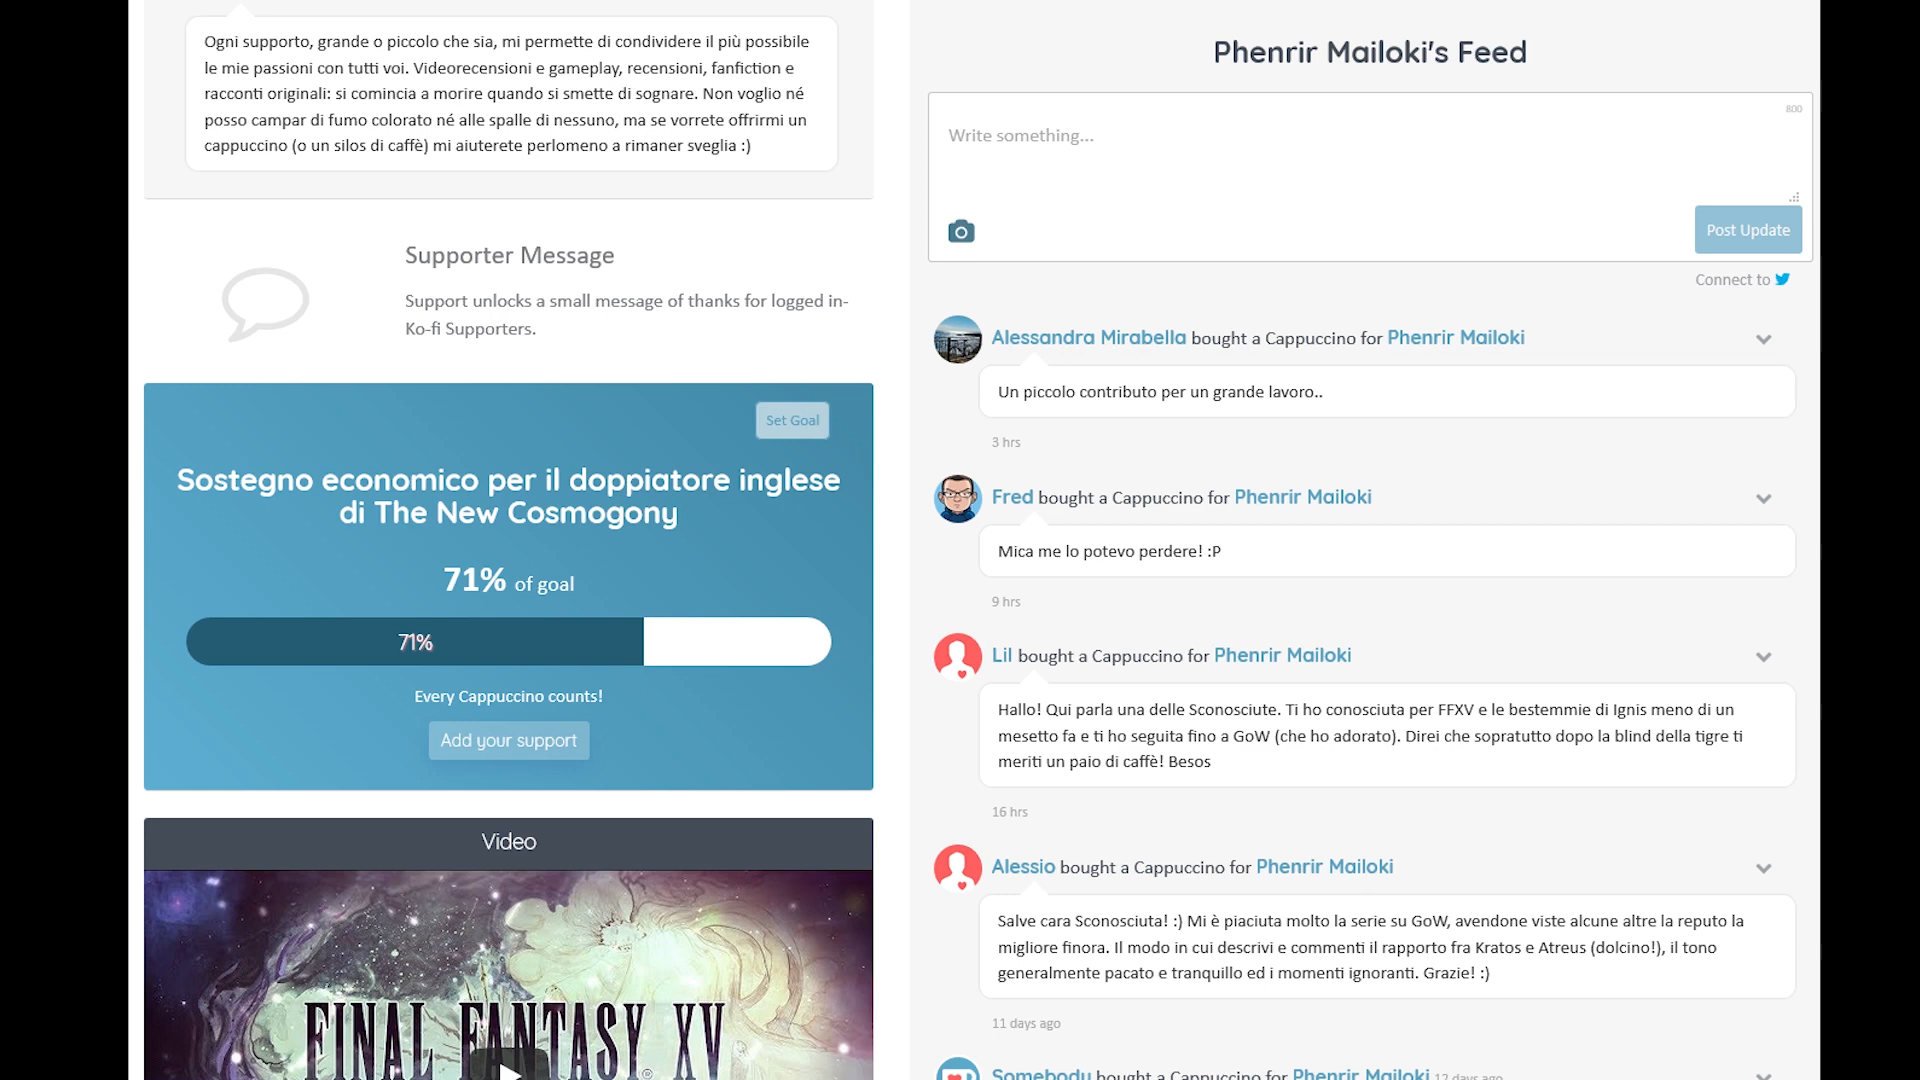 Ogni supporto, grande o piccolo che sia, mi permette di condividere il più possibile
le mie passioni con tutti voi. Videorecensioni e gameplay, recensioni, fanfiction e
racconti originali: si comincia a morire quando si smette di sognare. Non voglio né
posso campar di fumo colorato né alle spalle di nessuno, ma se vorrete offrirmi un
cappuccino (o un silos di caffè) mi aiuterete perlomeno a rimaner sveglia :)
Supporter Message
Support unlocks a small message of thanks for logged in-
Ko-fi Supporters.
Set Goal
Sostegno economico per il doppiatore inglese
di The New Cosmogony
71% of goal
71%
Every Cappuccino counts!
Add your support
Video
FINAL FANTASY XV
Phenrir Mailoki's Feed
800
Write something...
Post Update
Connect to
Alessandra Mirabella bought a Cappuccino for Phenrir Mailoki
Un piccolo contributo per un grande lavoro..
3 hrs
Fred bought a Cappuccino for Phenrir Mailoki
Mica me lo potevo perdere! :P
9 hrs
Lil bought a Cappuccino for Phenrir Mailoki
Hallo! Qui parla una delle Sconosciute. Ti ho conosciuta per FFXV e le bestemmie di Ignis meno di un
mesetto fa e ti ho seguita fino a GoW (che ho adorato). Direi che sopratutto dopo la blind della tigre ti
meriti un paio di caffè! Besos
16 hrs
Alessio bought a Cappuccino for Phenrir Mailoki
Salve cara Sconosciuta! :) Mi è piaciuta molto la serie su GoW, avendone viste alcune altre la reputo la
migliore finora. Il modo in cui descrivi e commenti il rapporto fra Kratos e Atreus (dolcino!), il tono
generalmente pacato e tranquillo ed i momenti ignoranti. Grazie! :)
11 days ago
Somebody bought a Cappuccino for Phenrir Mailoki 12 days ago